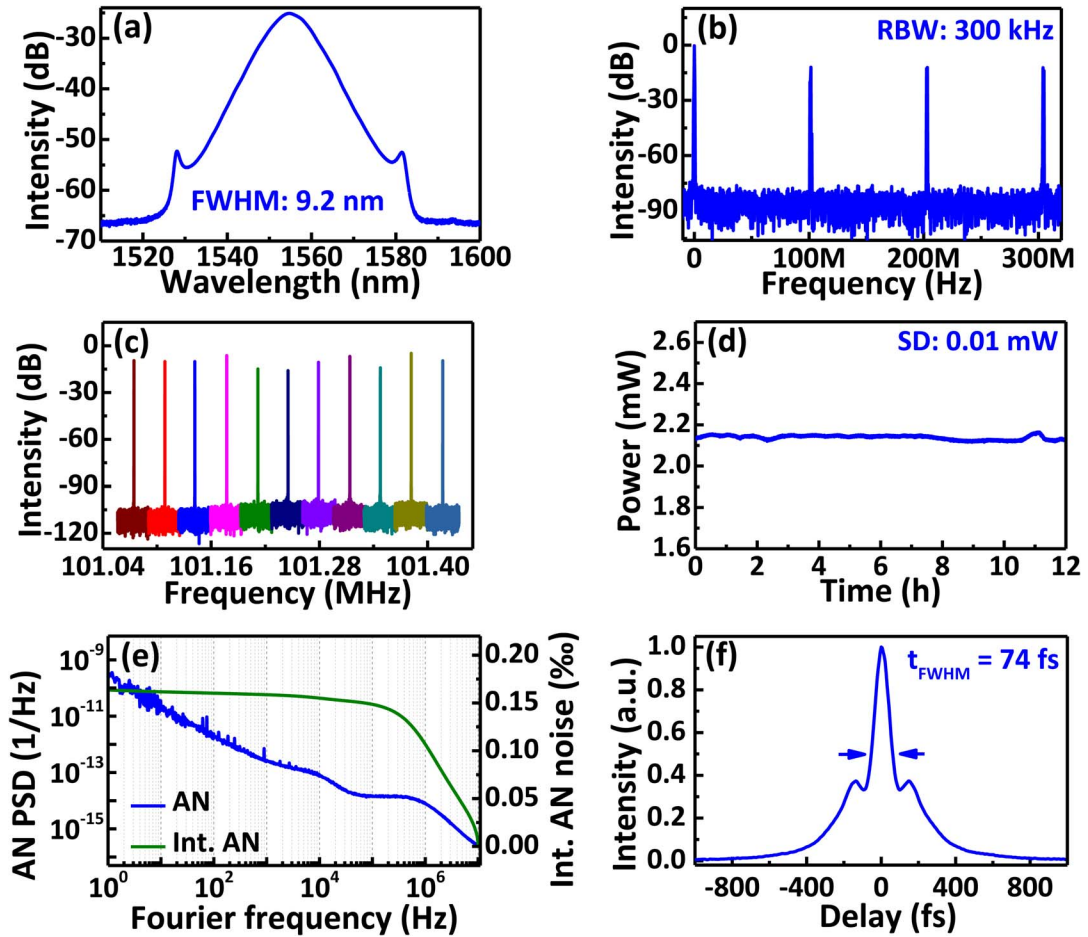 (a)
FWHM: 9.2 nm
Intensity (dB)
-30
-40
-50
-60
-70
1520
1540
1560
1580
1600
Wavelength (nm)
(b)
RBW: 300 kHz
Intensity (dB)
0
-30
-60
-90
0
100M
200M
300M
Frequency (Hz)
(c)
Intensity (dB)
0
-30
-60
-90
-120
101.04
101.16
101.28
101.40
Frequency (MHz)
(d)
SD: 0.01 mW
Power (mW)
2.6
2.4
2.2
2.0
1.8
1.6
0
2
4
6
8
10
12
Time (h)
(e)
AN PSD (1/Hz)
10⁻⁹
10⁻¹¹
10⁻¹³
10⁻¹⁵
AN
Int. AN
0.20
0.15
0.10
0.05
0.00
Int. AN noise (‰)
10⁰
10²
10⁴
10⁶
Fourier frequency (Hz)
(f)
t_FWHM = 74 fs
Intensity (a.u.)
1.0
0.8
0.6
0.4
0.2
0.0
-800
-400
0
400
800
Delay (fs)